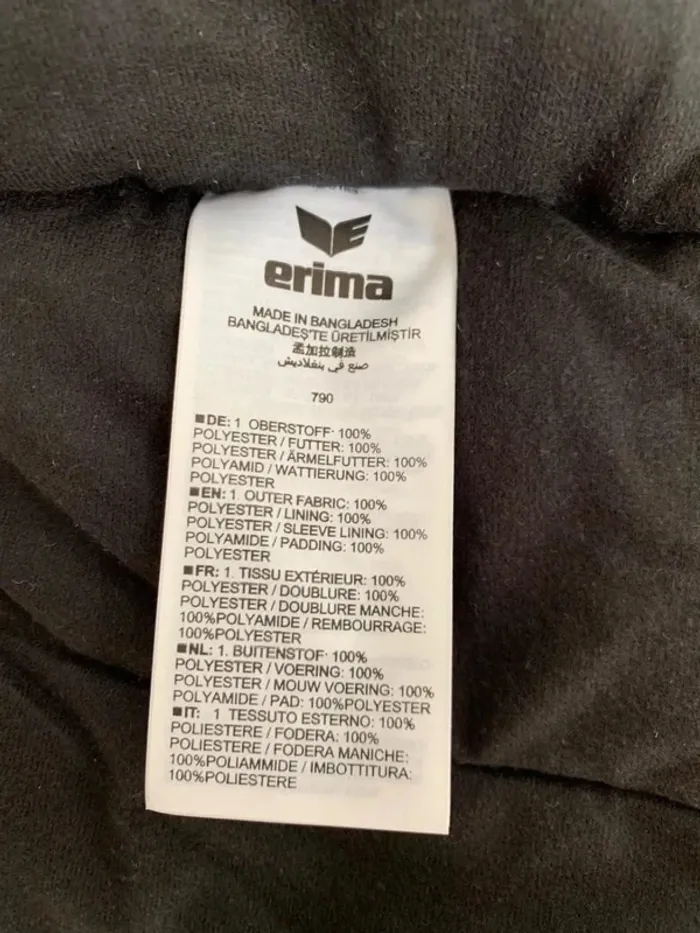 erima
MADE IN BANGLADESH
BANGLADEŞ'TE ÜRETİLMİŞTİR
孟加拉制造
صنع في بنغلاديش
790
■DE: 1 OBERSTOFF: 100%
POLYESTER / FUTTER: 100%
POLYESTER / ÄRMELFUTTER: 100%
POLYAMID / WATTIERUNG: 100%
POLYESTER
■EN: 1. OUTER FABRIC: 100%
POLYESTER / LINING: 100%
POLYESTER / SLEEVE LINING: 100%
POLYAMIDE / PADDING: 100%
POLYESTER
■FR: 1. TISSU EXTÉRIEUR: 100%
POLYESTER / DOUBLURE: 100%
POLYESTER / DOUBLURE MANCHE:
100%POLYAMIDE / REMBOURRAGE:
100%POLYESTER
■NL: 1. BUITENSTOF: 100%
POLYESTER / VOERING: 100%
POLYESTER / MOUW VOERING: 100%
POLYAMIDE / PAD: 100%POLYESTER
■IT: 1 TESSUTO ESTERNO: 100%
POLIESTERE / FODERA: 100%
POLIESTERE / FODERA MANICHE:
100%POLIAMMIDE / IMBOTTITURA:
100%POLIESTERE